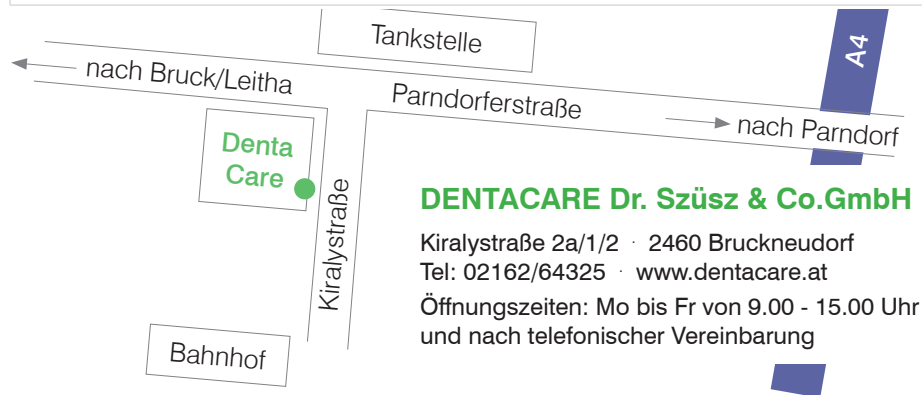 Tankstelle
A4
nach Bruck/Leitha
Parndorferstraße
nach Parndorf
Denta
Care
Kiralystraße
DENTACARE Dr. Szüsz & Co.GmbH
Kiralystraße 2a/1/2 · 2460 Bruckneudorf
Tel: 02162/64325 · www.dentacare.at
Öffnungszeiten: Mo bis Fr von 9.00 - 15.00 Uhr
und nach telefonischer Vereinbarung
Bahnhof